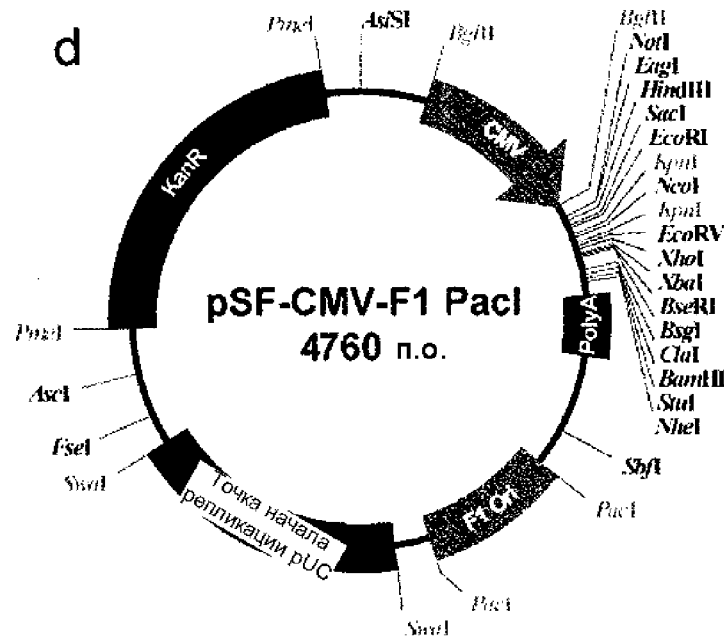 d
PmeI
AsiSI
BglII
BglII
NotI
EagI
HindIII
SacI
EcoRI
KpnI
NcoI
KpnI
EcoRV
XhoI
XbaI
BseRI
BsgI
ClaI
BamHI
StuI
NheI
CMV
KanR
pSF-CMV-F1 PacI
4760 п.о.
PolyA
PmeI
AscI
FseI
SwaI
SbfI
PacI
F1 Ori
Точка начала
репликации pUC
PacI
SwaI